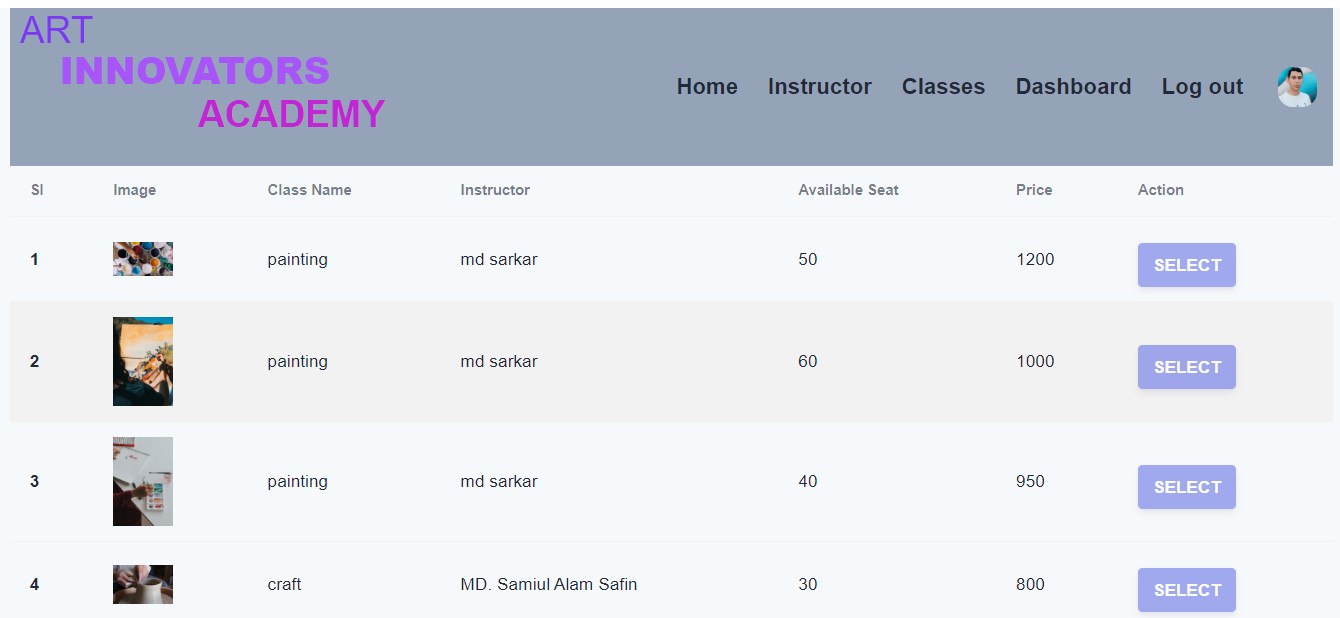 ART
INNOVATORS
ACADEMY
Home Instructor Classes Dashboard Log out
Sl Image Class Name Instructor Available Seat Price Action
1 painting md sarkar 50 1200 SELECT
2 painting md sarkar 60 1000 SELECT
3 painting md sarkar 40 950 SELECT
4 craft MD. Samiul Alam Safin 30 800 SELECT